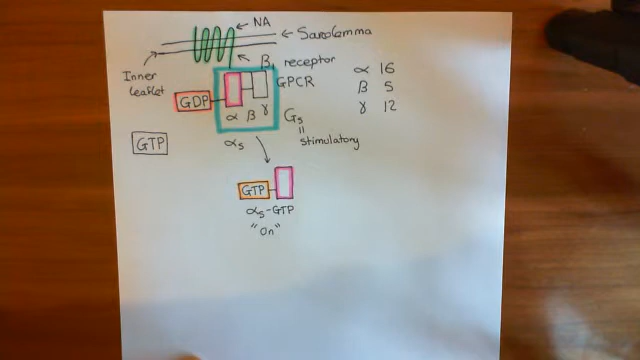 NA
Sarcolemma
β₁ receptor
GPCR
Inner
leaflet
GDP
α β γ
Gs
=
stimulatory
αs
α 16
β 5
γ 12
GTP
GTP
αs-GTP
"On"